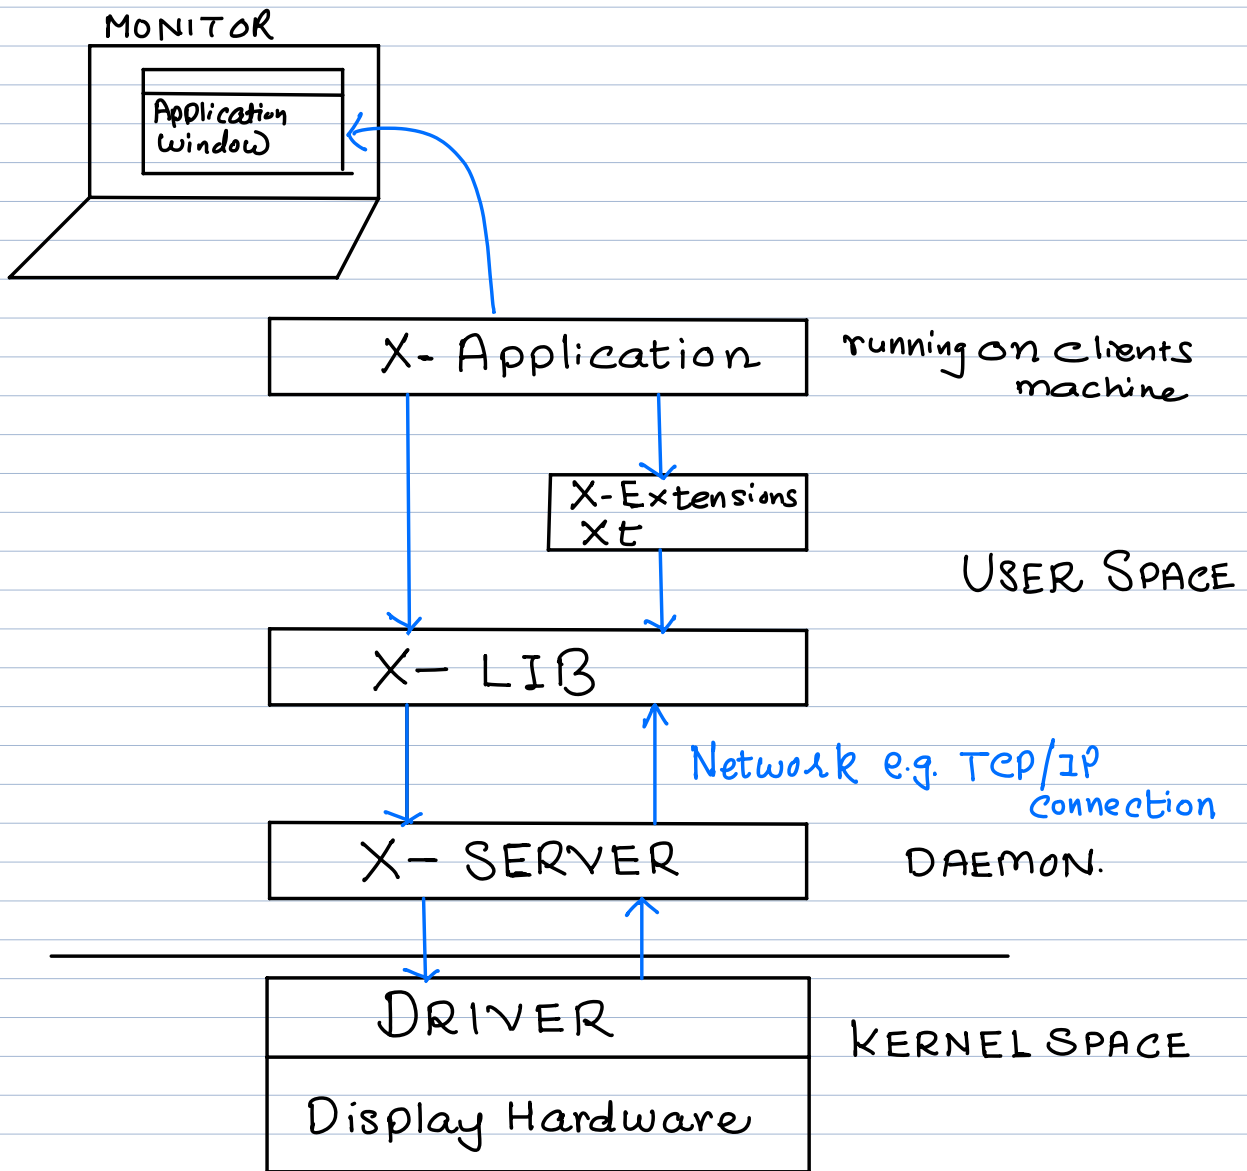 MONITOR
Application
window
X- Application
running on clients
machine
X-Extensions
Xt
USER SPACE
X- LIB
Network e.g. TCP/IP
connection
X- SERVER
DAEMON.
DRIVER
KERNEL SPACE
Display Hardware